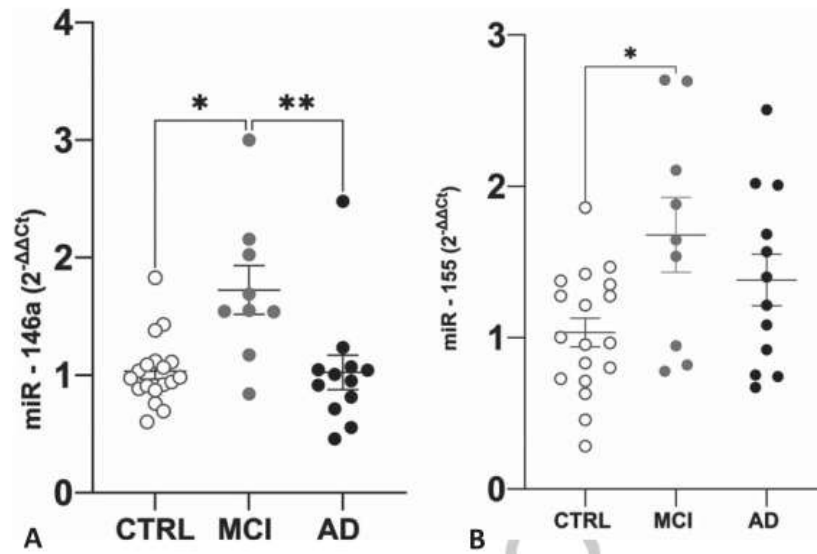 4
3
2
1
0
miR - 146a (2^-ΔΔCt)
*
**
CTRL MCI AD
A
3
2
1
0
miR - 155 (2^-ΔΔCt)
*
CTRL MCI AD
B